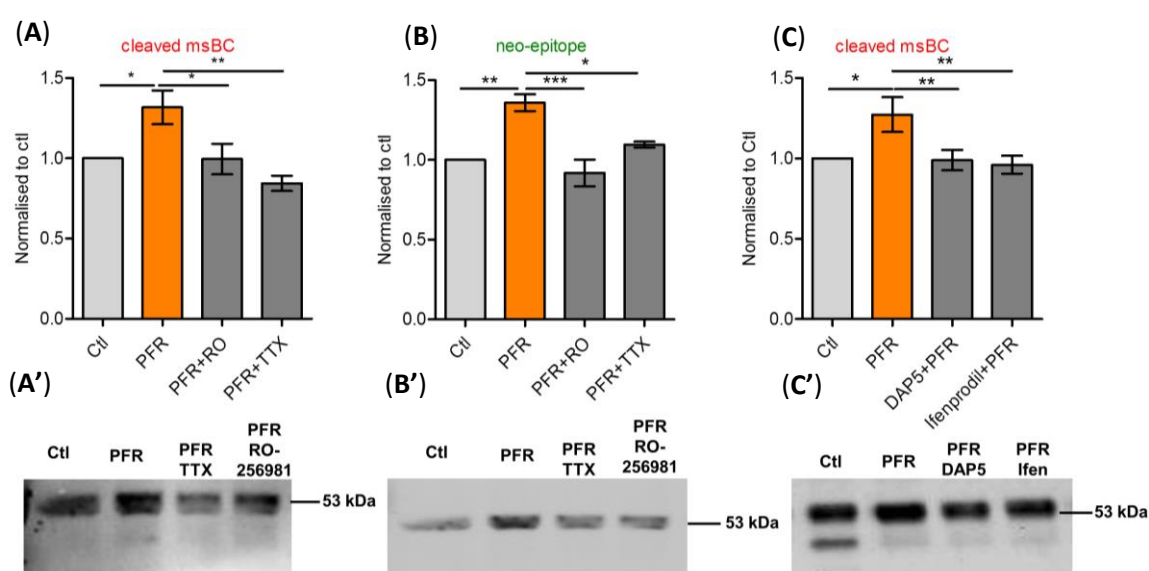 (A)
cleaved msBC
**
* *
1.5
1.0
0.5
0.0
Normalised to ctl
Ctl
PFR
PFR+RO
PFR+TTX
(B)
neo-epitope
*
** ***
1.5
1.0
0.5
0.0
Normalised to ctl
Ctl
PFR
PFR+RO
PFR+TTX
(C)
cleaved msBC
**
* **
1.5
1.0
0.5
0.0
Normalised to Ctl
Ctl
PFR
DAP5+PFR
Ifenprodil+PFR
(A’)
Ctl
PFR
PFR
TTX
PFR
RO-
256981
53 kDa
(B’)
Ctl
PFR
PFR
TTX
PFR
RO-
256981
53 kDa
(C’)
Ctl
PFR
PFR
DAP5
PFR
Ifen
53 kDa